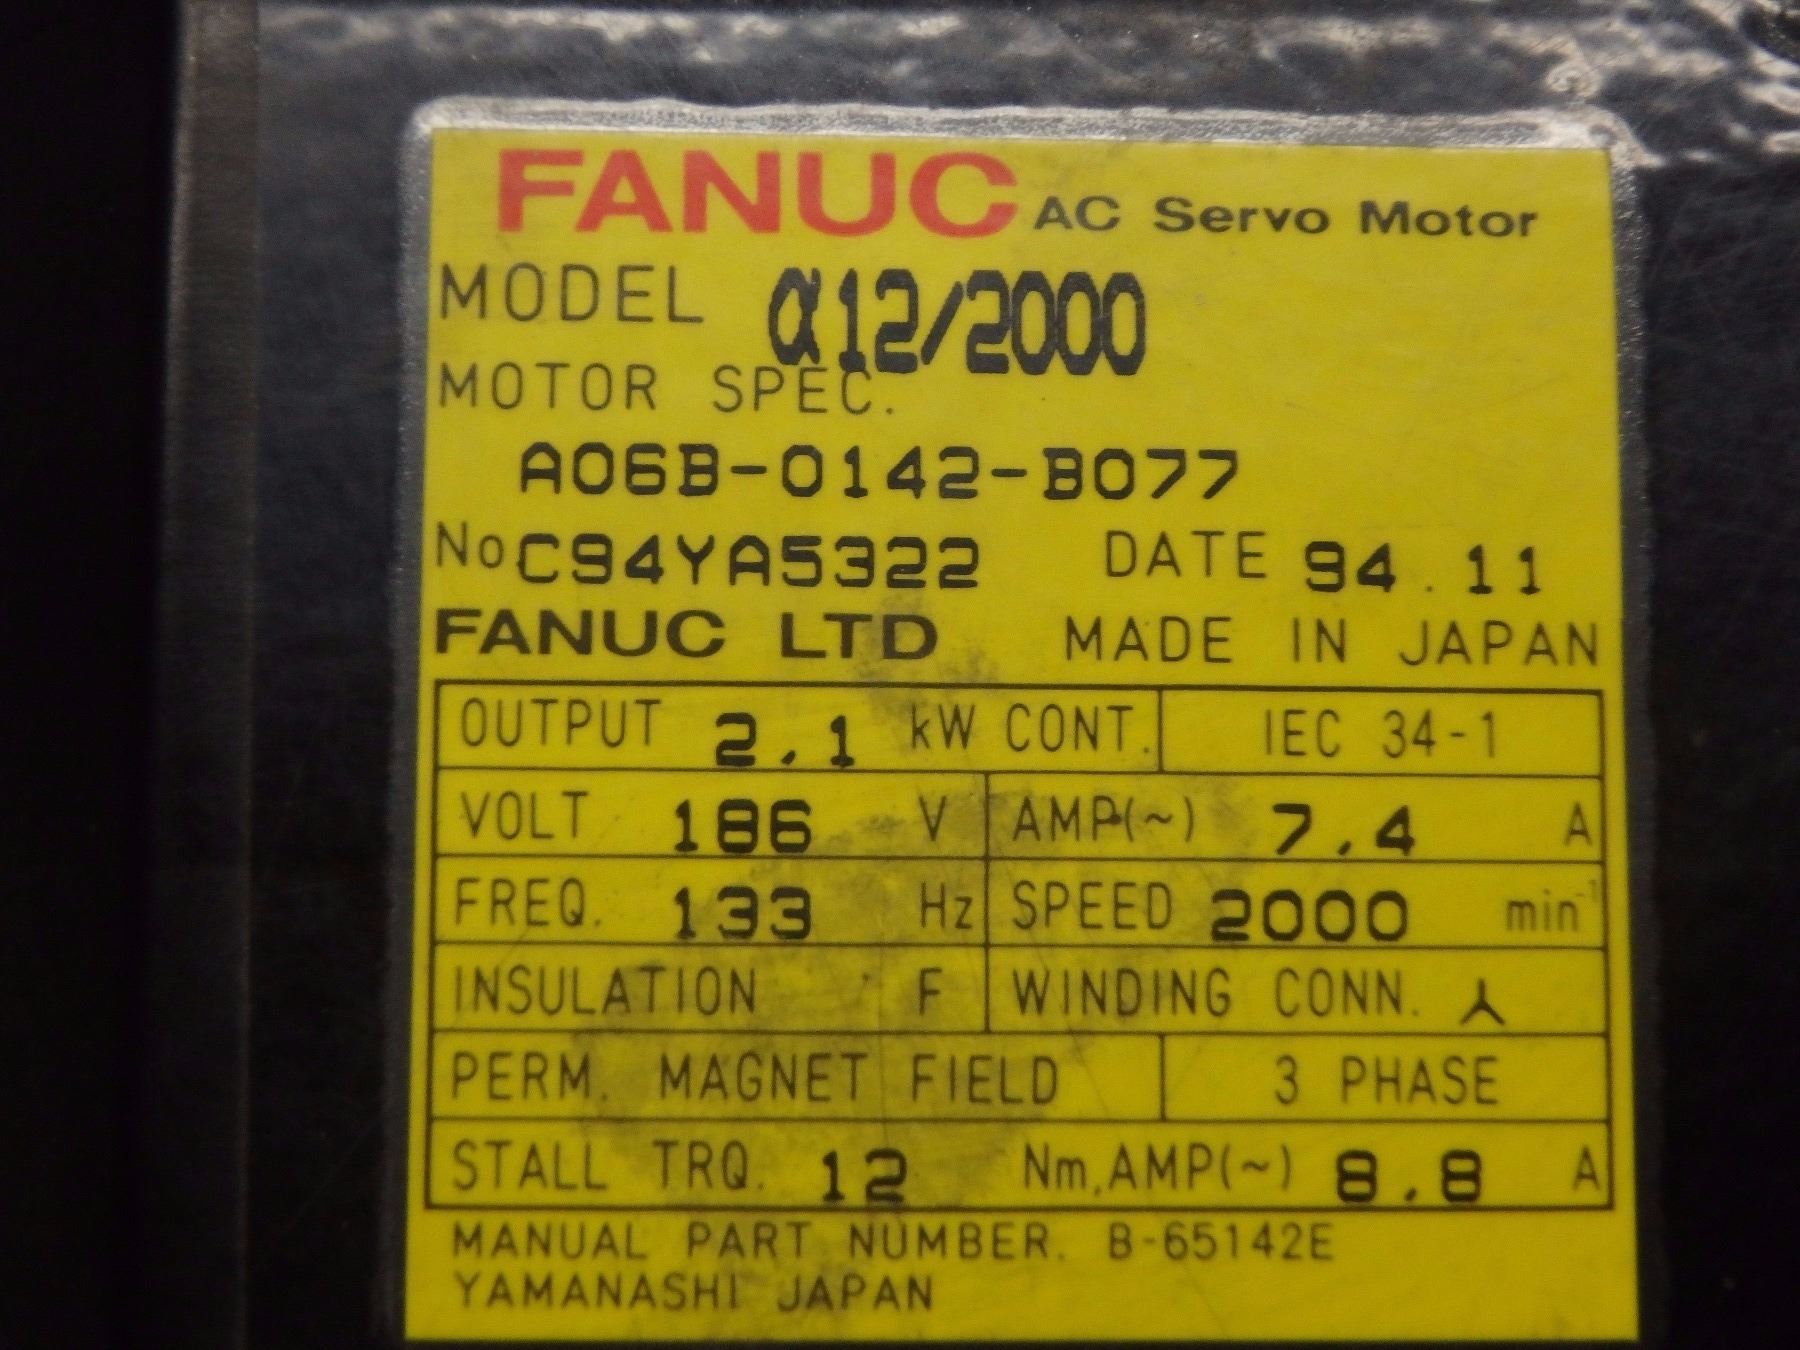 FANUC AC Servo Motor
MODEL α12/2000
MOTOR SPEC.
A06B-0142-B077
No C94YA5322 DATE 94.11
FANUC LTD MADE IN JAPAN
OUTPUT 2.1 kW CONT. IEC 34-1
VOLT 186 V AMP(~) 7.4 A
FREQ. 133 Hz SPEED 2000 min⁻¹
INSULATION F WINDING CONN. ⅄
PERM. MAGNET FIELD 3 PHASE
STALL TRQ. 12 Nm, AMP(~) 8.8 A
MANUAL PART NUMBER. B-65142E
YAMANASHI JAPAN